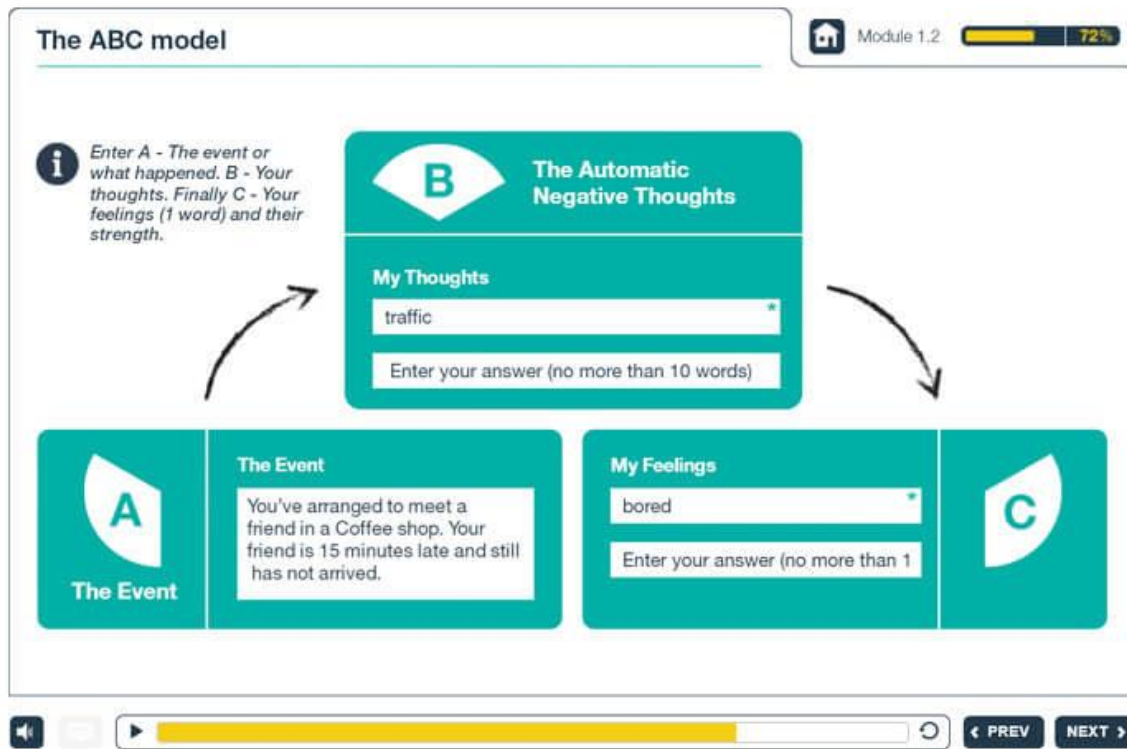 The ABC model
Module 1.2
72%
i
Enter A - The event or
what happened. B - Your
thoughts. Finally C - Your
feelings (1 word) and their
strength.
B
The Automatic
Negative Thoughts
My Thoughts
traffic *
Enter your answer (no more than 10 words)
A
The Event
The Event
You've arranged to meet a
friend in a Coffee shop. Your
friend is 15 minutes late and still
has not arrived.
My Feelings
bored *
Enter your answer (no more than 1
C
PREV
NEXT